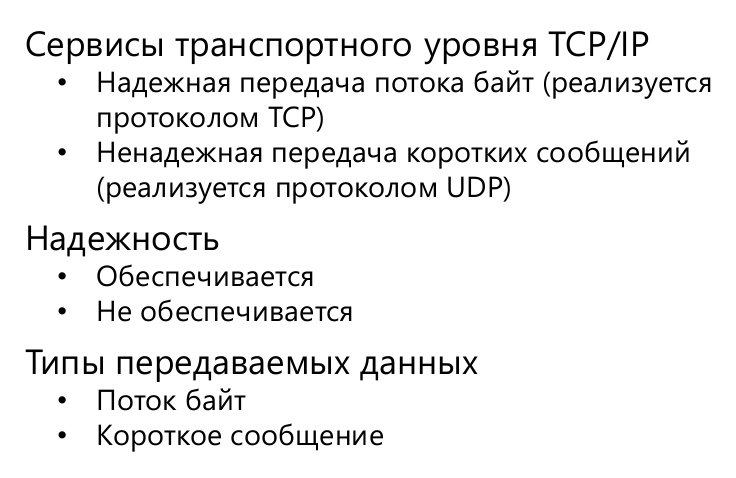 Сервисы транспортного уровня TCP/IP
• Надежная передача потока байт (реализуется
протоколом TCP)
• Ненадежная передача коротких сообщений
(реализуется протоколом UDP)
Надежность
• Обеспечивается
• Не обеспечивается
Типы передаваемых данных
• Поток байт
• Короткое сообщение